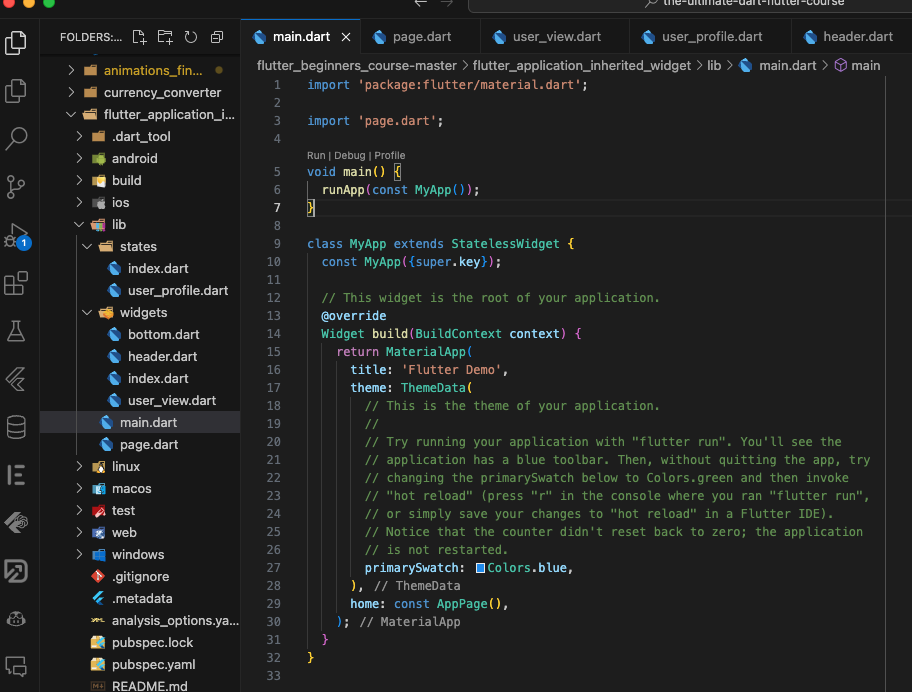 the-ultimate-dart-flutter-course
FOLDERS:...
main.dart
page.dart
user_view.dart
user_profile.dart
header.dart
flutter_beginners_course-master > flutter_application_inherited_widget > lib > main.dart > main
animations_fin...
currency_converter
flutter_application_i...
.dart_tool
android
build
ios
lib
states
index.dart
user_profile.dart
widgets
bottom.dart
header.dart
index.dart
user_view.dart
main.dart
page.dart
linux
macos
test
web
windows
.gitignore
.metadata
analysis_options.ya...
pubspec.lock
pubspec.yaml
README.md
1
1 import 'package:flutter/material.dart';
2
3 import 'page.dart';
4
Run | Debug | Profile
5 void main() {
6 runApp(const MyApp());
7 }
8
9 class MyApp extends StatelessWidget {
10 const MyApp({super.key});
11
12 // This widget is the root of your application.
13 @override
14 Widget build(BuildContext context) {
15 return MaterialApp(
16 title: 'Flutter Demo',
17 theme: ThemeData(
18 // This is the theme of your application.
19 //
20 // Try running your application with "flutter run". You'll see the
21 // application has a blue toolbar. Then, without quitting the app, try
22 // changing the primarySwatch below to Colors.green and then invoke
23 // "hot reload" (press "r" in the console where you ran "flutter run",
24 // or simply save your changes to "hot reload" in a Flutter IDE).
25 // Notice that the counter didn't reset back to zero; the application
26 // is not restarted.
27 primarySwatch: Colors.blue,
28 ), // ThemeData
29 home: const AppPage(),
30 ); // MaterialApp
31 }
32 }
33